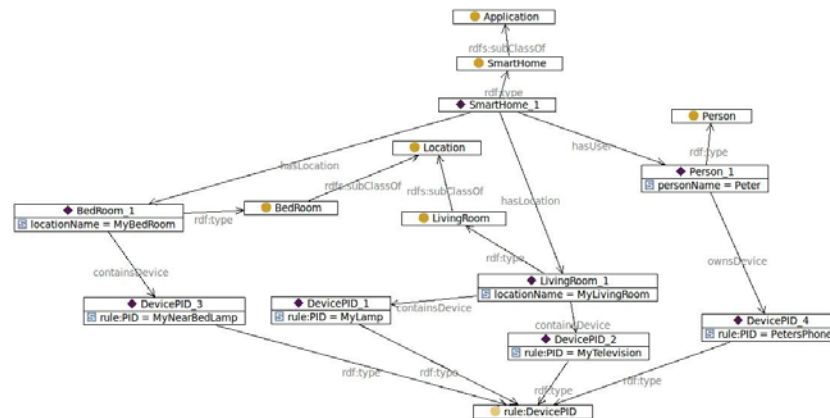 Application
rdfs:subClassOf
SmartHome
rdf:type
SmartHome_1
Person
hasLocation
Location
hasUser
rdf:type
rdfs:subClassOf
rdfs:subClassOf
hasLocation
Person_1
personName = Peter
BedRoom_1
locationName = MyBedRoom
rdf:type
BedRoom
LivingRoom
containsDevice
rdf:type
ownsDevice
LivingRoom_1
locationName = MyLivingRoom
DevicePID_3
rule:PID = MyNearBedLamp
DevicePID_1
rule:PID = MyLamp
containsDevice
containsDevice
DevicePID_2
rule:PID = MyTelevision
DevicePID_4
rule:PID = PetersPhone
rdf:type
rdf:type
rdf:type
rdf:type
rule:DevicePID